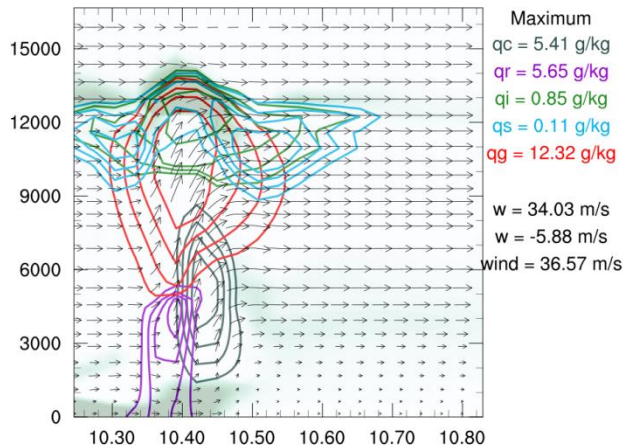 Maximum
qc = 5.41 g/kg
qr = 5.65 g/kg
qi = 0.85 g/kg
qs = 0.11 g/kg
qg = 12.32 g/kg
w = 34.03 m/s
w = -5.88 m/s
wind = 36.57 m/s
15000
12000
9000
6000
3000
0
10.30 10.40 10.50 10.60 10.70 10.80